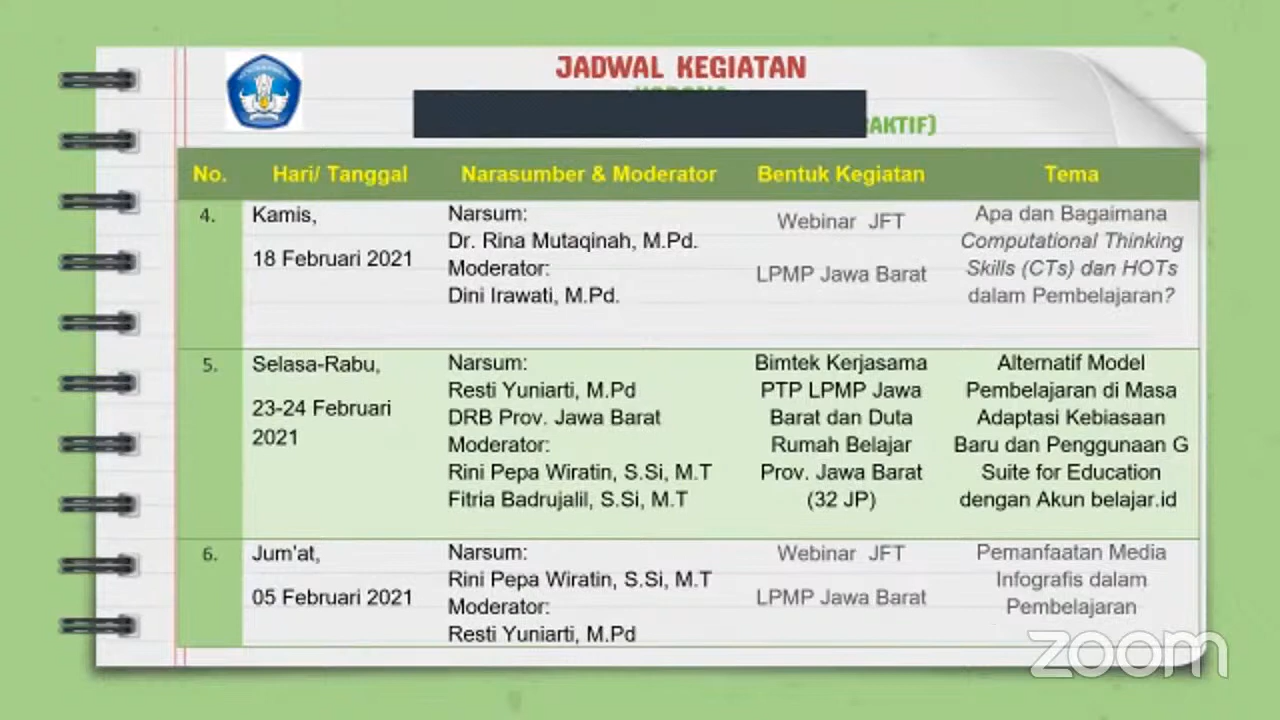 JADWAL KEGIATAN
RAKTIF)
No. Hari/ Tanggal Narasumber & Moderator Bentuk Kegiatan Tema
4.
Kamis,
18 Februari 2021
Narsum:
Dr. Rina Mutaqinah, M.Pd.
Moderator:
Dini Irawati, M.Pd.
Webinar JFT
LPMP Jawa Barat
Apa dan Bagaimana
Computational Thinking
Skills (CTs) dan HOTs
dalam Pembelajaran?
5.
Selasa-Rabu,
23-24 Februari
2021
Narsum:
Resti Yuniarti, M.Pd
DRB Prov. Jawa Barat
Moderator:
Rini Pepa Wiratin, S.Si, M.T
Fitria Badrujalil, S.Si, M.T
Bimtek Kerjasama
PTP LPMP Jawa
Barat dan Duta
Rumah Belajar
Prov. Jawa Barat
(32 JP)
Alternatif Model
Pembelajaran di Masa
Adaptasi Kebiasaan
Baru dan Penggunaan G
Suite for Education
dengan Akun belajar.id
6.
Jum'at,
05 Februari 2021
Narsum:
Rini Pepa Wiratin, S.Si, M.T
Moderator:
Resti Yuniarti, M.Pd
Webinar JFT
LPMP Jawa Barat
Pemanfaatan Media
Infografis dalam
Pembelajaran
zoom